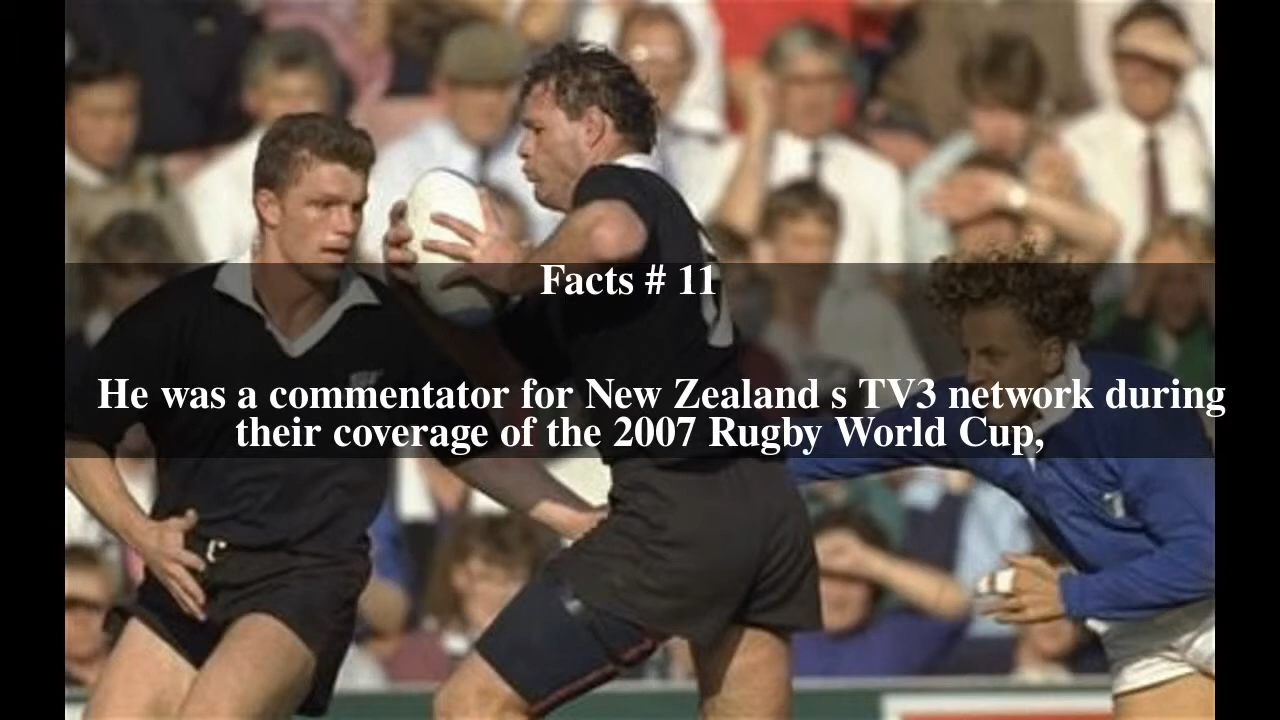 Facts # 11
He was a commentator for New Zealand s TV3 network during
their coverage of the 2007 Rugby World Cup,